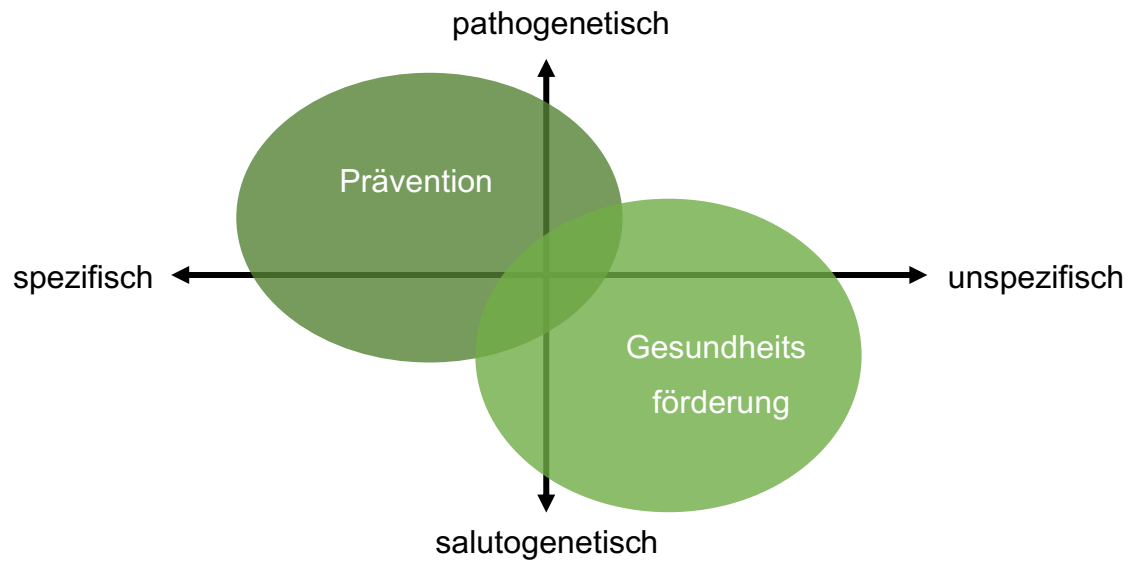 pathogenetisch
Prävention
spezifisch
unspezifisch
Gesundheits
förderung
salutogenetisch